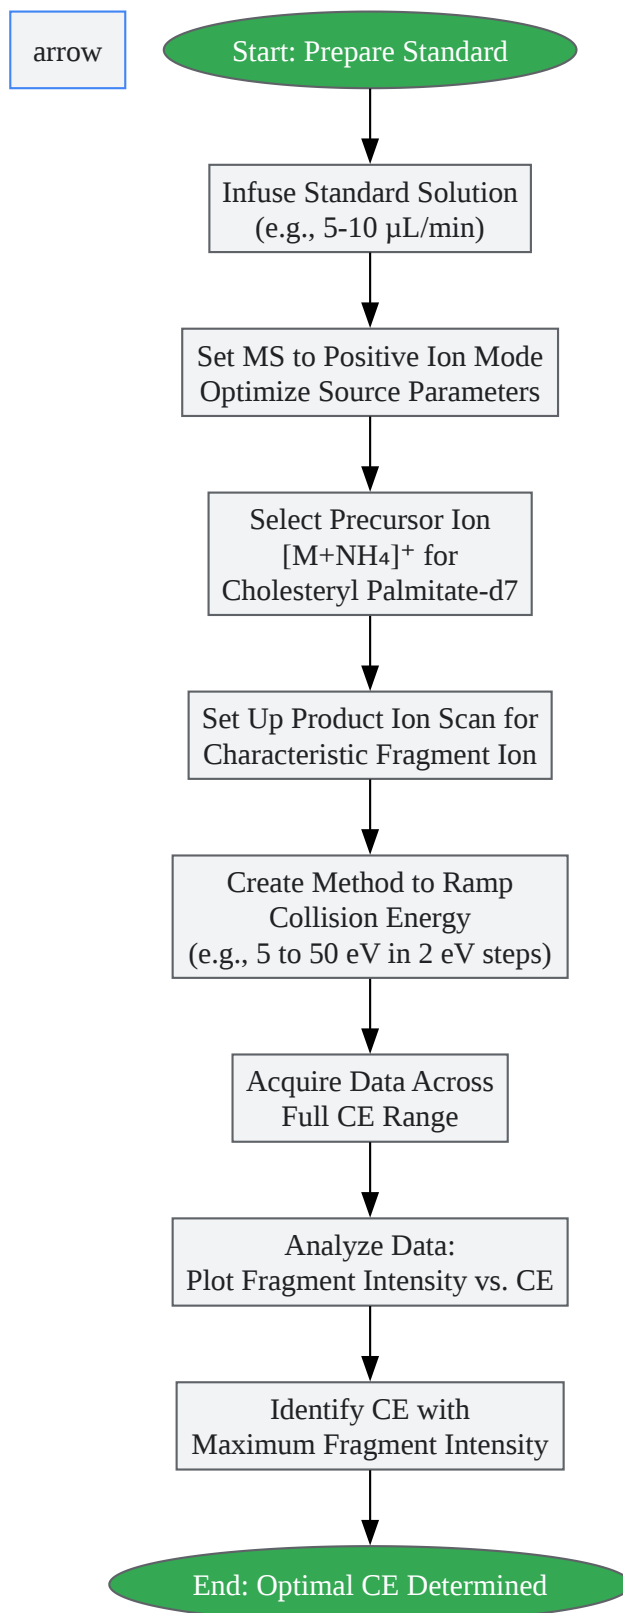 arrow
Start: Prepare Standard
Infuse Standard Solution
(e.g., 5-10 µL/min)
Set MS to Positive Ion Mode
Optimize Source Parameters
Select Precursor Ion
[M+NH₄]⁺ for
Cholesteryl Palmitate-d7
Set Up Product Ion Scan for
Characteristic Fragment Ion
Create Method to Ramp
Collision Energy
(e.g., 5 to 50 eV in 2 eV steps)
Acquire Data Across
Full CE Range
Analyze Data:
Plot Fragment Intensity vs. CE
Identify CE with
Maximum Fragment Intensity
End: Optimal CE Determined